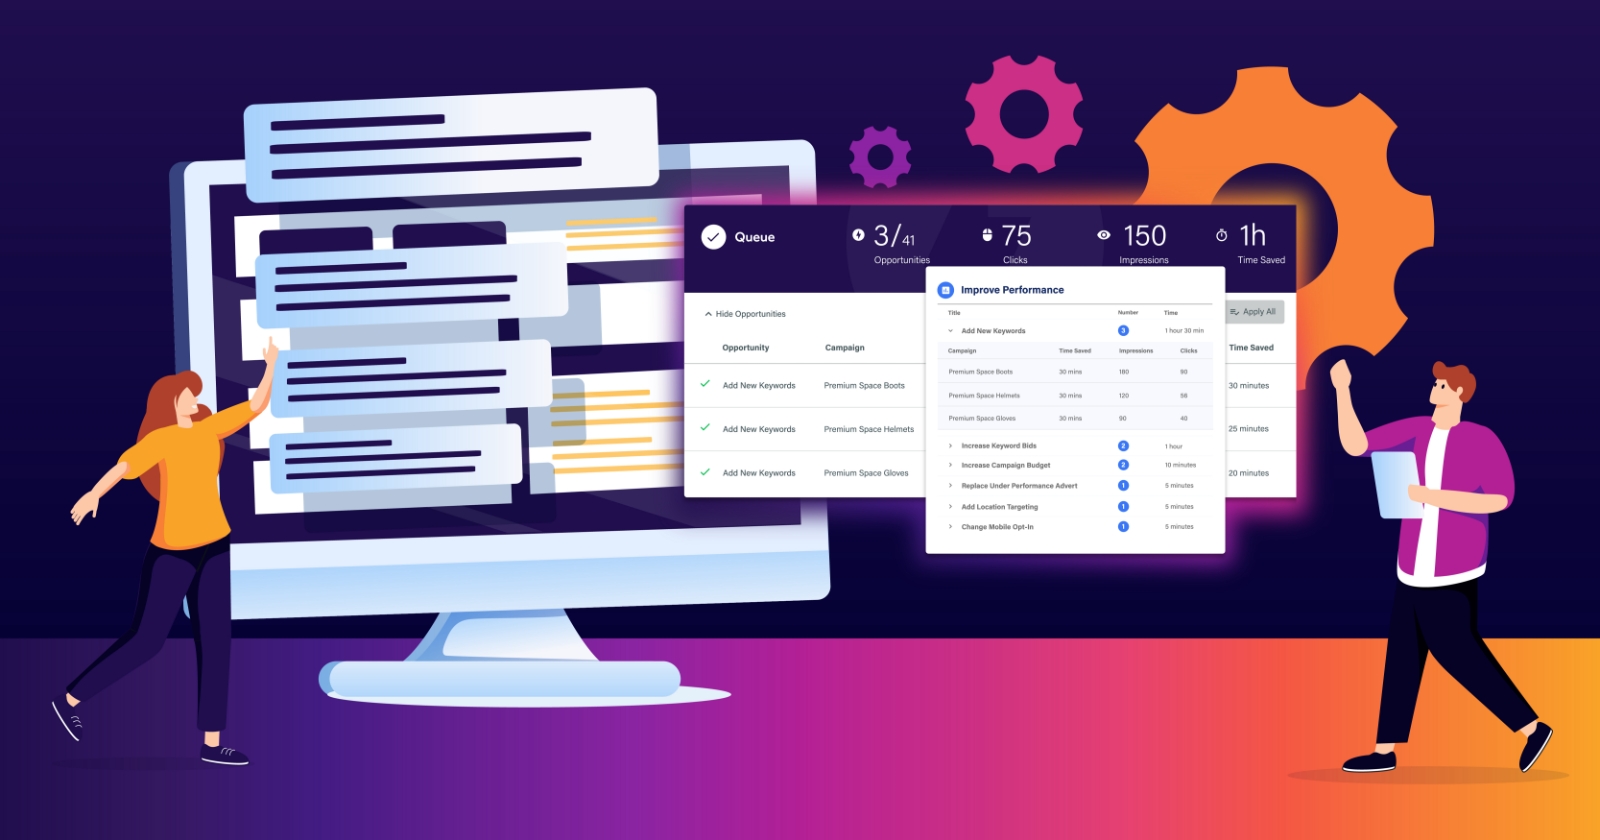 Queue
3/41 75 150 1h
Opportunities Clicks Impressions Time Saved
Hide Opportunities
Apply All
Opportunity Campaign Time Saved
Add New Keywords Premium Space Boots 30 minutes
Add New Keywords Premium Space Helmets 25 minutes
Add New Keywords Premium Space Gloves 20 minutes
Improve Performance
Title Number Time
Add New Keywords 3 1 hour 30 min
Campaign Time Saved Impressions Clicks
Premium Space Boots 30 mins 180 80
Premium Space Helmets 30 mins 120 58
Premium Space Gloves 30 mins 90 40
Increase Keyword Bids 2 1 hour
Increase Campaign Budget 2 10 minutes
Replace Under Performance Advert 1 5 minutes
Add Location Targeting 1 5 minutes
Change Mobile Opt-In 1 5 minutes